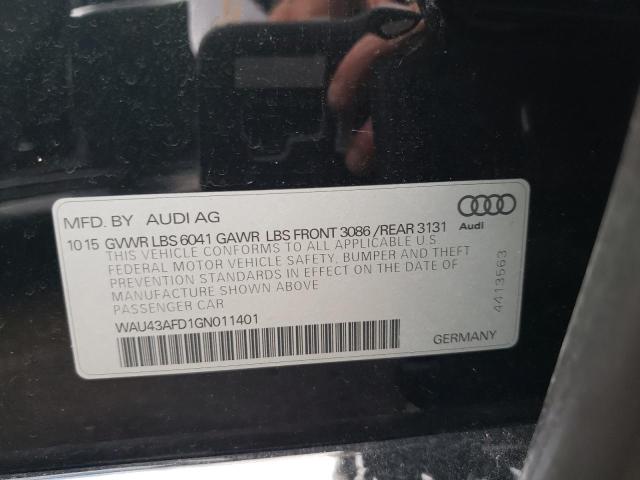 MFD. BY AUDI AG
10 15 GVWR LBS 6041 GAWR LBS FRONT 3086 /REAR 3131
Audi
THIS VEHICLE CONFORMS TO ALL APPLICABLE U.S
FEDERAL MOTOR VEHICLE SAFETY. BUMPER AND THEFT
PREVENTION STANDARDS IN EFFECT ON THE DATE OF
MANUFACTURE SHOWN ABOVE
PASSENGER CAR
4413563
WAU43AFD1GN011401
GERMANY